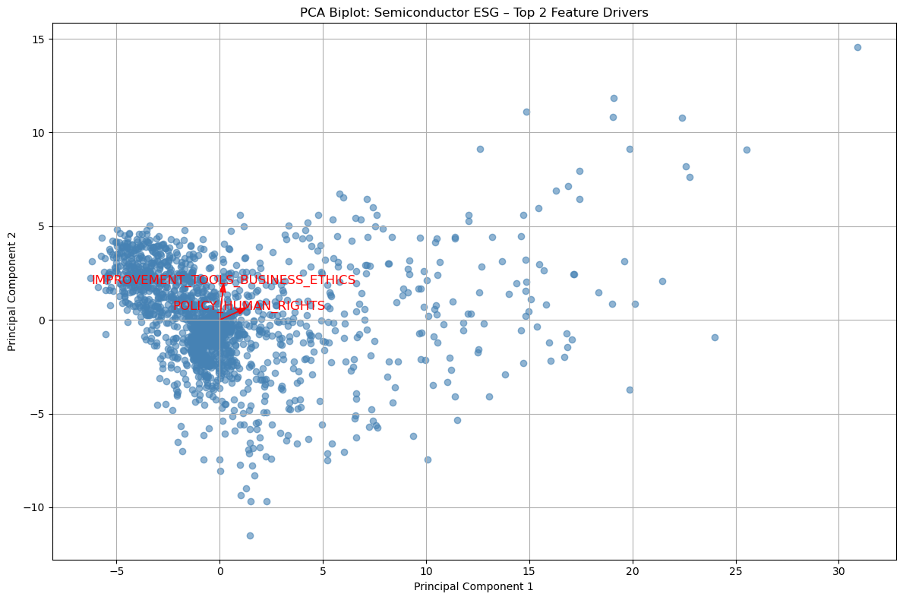 PCA Biplot: Semiconductor ESG – Top 2 Feature Drivers
15
10
5
0
−5
−10
Principal Component 2
IMPROVEMENT_TOOLS_BUSINESS_ETHICS
POLICY_HUMAN_RIGHTS
−5
0
5
10
15
20
25
30
Principal Component 1